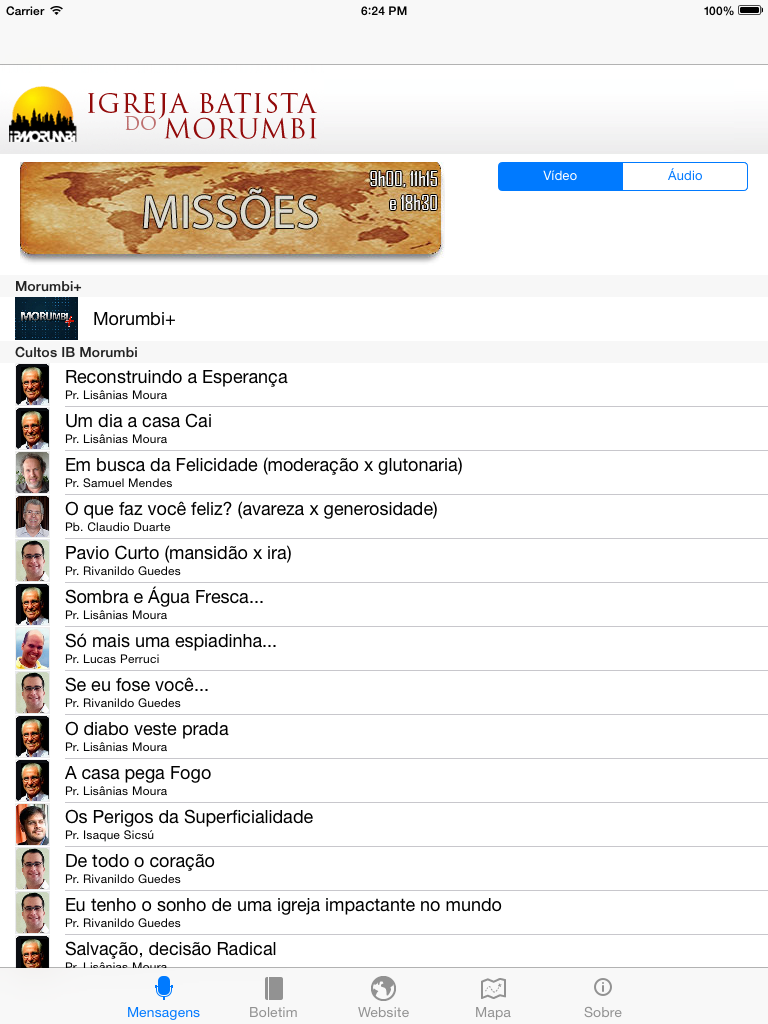 Carrier
6:24 PM
100%
IGREJA BATISTA
DO MORUMBI
IBMORUMBI
MISSÕES
9h00, 11h15
e 18h30
Vídeo
Áudio
Morumbi+
MORUMBI+
Morumbi+
Cultos IB Morumbi
Reconstruindo a Esperança
Pr. Lisânias Moura
Um dia a casa Cai
Pr. Lisânias Moura
Em busca da Felicidade (moderação x glutonaria)
Pr. Samuel Mendes
O que faz você feliz? (avareza x generosidade)
Pb. Claudio Duarte
Pavio Curto (mansidão x ira)
Pr. Rivanildo Guedes
Sombra e Água Fresca...
Pr. Lisânias Moura
Só mais uma espiadinha...
Pr. Lucas Perruci
Se eu fose você...
Pr. Rivanildo Guedes
O diabo veste prada
Pr. Lisânias Moura
A casa pega Fogo
Pr. Lisânias Moura
Os Perigos da Superficialidade
Pr. Isaque Sicsú
De todo o coração
Pr. Rivanildo Guedes
Eu tenho o sonho de uma igreja impactante no mundo
Pr. Rivanildo Guedes
Salvação, decisão Radical
Pr. Lisânias Moura
Mensagens
Boletim
Website
Mapa
Sobre